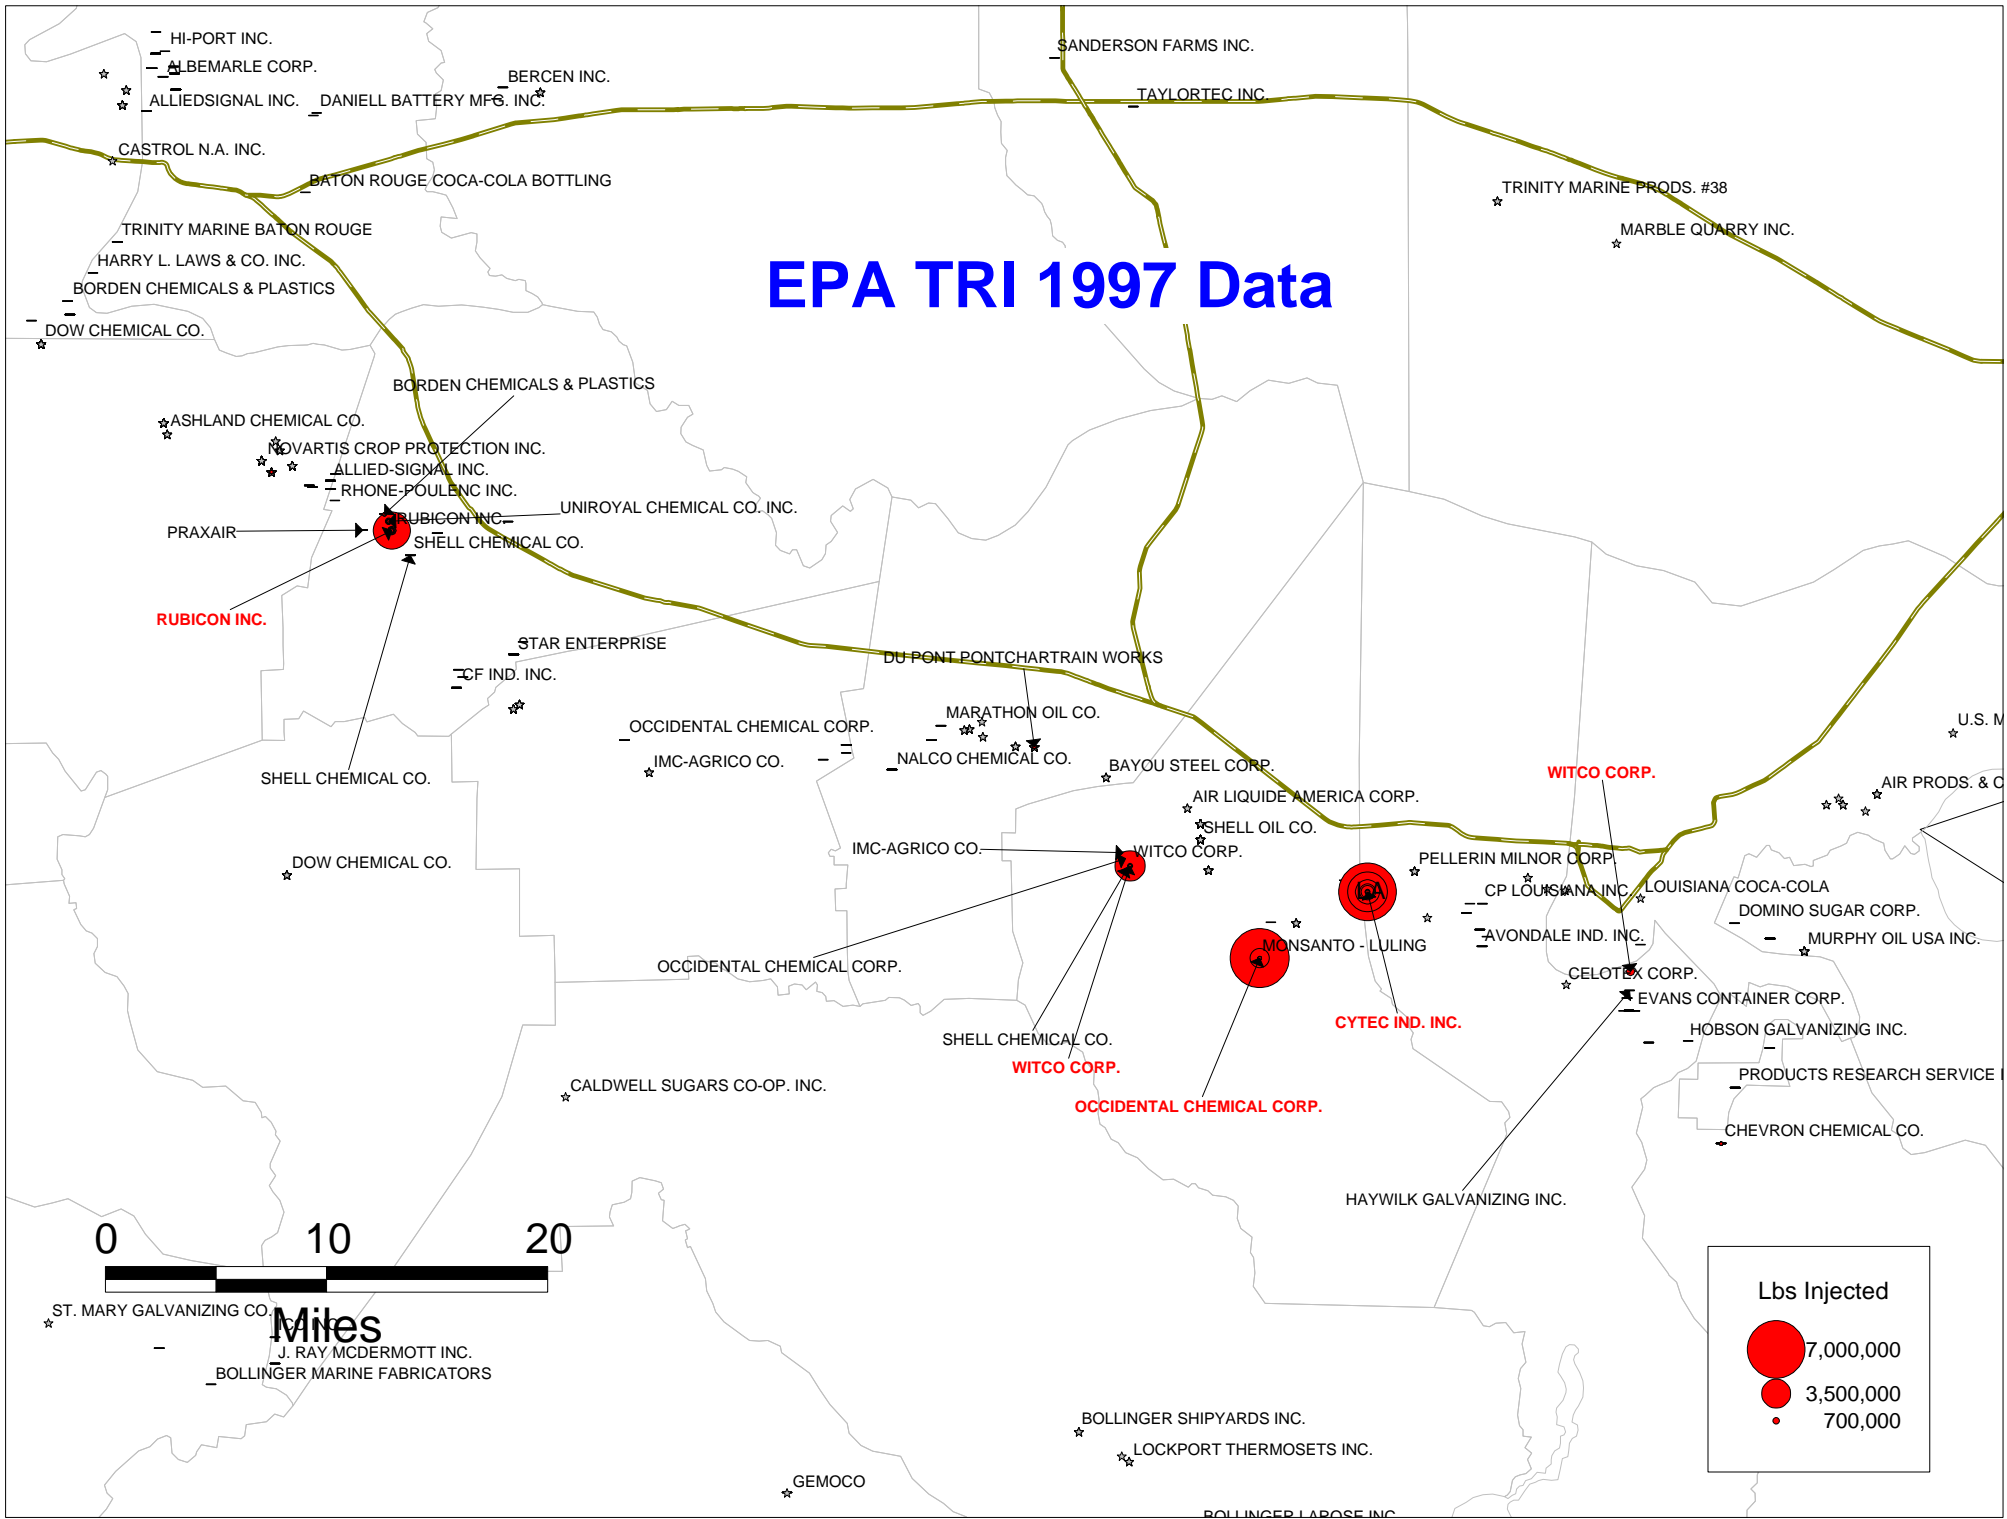 HI-PORT INC.
SANDERSON FARMS INC.
ALBEMARLE CORP.
BERCEN INC.
TAYLORTEC INC.
ALLIEDSIGNAL INC.
DANIELL BATTERY MFG. INC.
CASTROL N.A. INC.
BATON ROUGE COCA-COLA BOTTLING
TRINITY MARINE PRODS. #38
TRINITY MARINE BATON ROUGE
MARBLE QUARRY INC.
HARRY L. LAWS & CO. INC.
EPA TRI 1997 Data
BORDEN CHEMICALS & PLASTICS
DOW CHEMICAL CO.
BORDEN CHEMICALS & PLASTICS
ASHLAND CHEMICAL CO.
NOVARTIS CROP PROTECTION INC.
ALLIED-SIGNAL INC.
RHONE-POULENC INC.
UNIROYAL CHEMICAL CO. INC.
RUBICON INC.
PRAXAIR
SHELL CHEMICAL CO.
RUBICON INC.
STAR ENTERPRISE
DU PONT PONTCHARTRAIN WORKS
CF IND. INC.
MARATHON OIL CO.
U.S. M
OCCIDENTAL CHEMICAL CORP.
IMC-AGRICO CO.
NALCO CHEMICAL CO.
BAYOU STEEL CORP.
WITCO CORP.
SHELL CHEMICAL CO.
AIR PRODS. & C
AIR LIQUIDE AMERICA CORP.
SHELL OIL CO.
IMC-AGRICO CO.
WITCO CORP.
PELLERIN MILNOR CORP.
DOW CHEMICAL CO.
LA
CP LOUISIANA INC.
LOUISIANA COCA-COLA
DOMINO SUGAR CORP.
AVONDALE IND. INC.
MURPHY OIL USA INC.
MONSANTO - LULING
OCCIDENTAL CHEMICAL CORP.
CELOTEX CORP.
EVANS CONTAINER CORP.
CYTEC IND. INC.
HOBSON GALVANIZING INC.
SHELL CHEMICAL CO.
WITCO CORP.
PRODUCTS RESEARCH SERVICE I
CALDWELL SUGARS CO-OP. INC.
OCCIDENTAL CHEMICAL CORP.
CHEVRON CHEMICAL CO.
HAYWILK GALVANIZING INC.
0 10 20
Miles
ST. MARY GALVANIZING CO.
ICO INC.
J. RAY MCDERMOTT INC.
BOLLINGER MARINE FABRICATORS
Lbs Injected
7,000,000
3,500,000
700,000
BOLLINGER SHIPYARDS INC.
LOCKPORT THERMOSETS INC.
GEMOCO
BOLLINGER LAROSE INC.